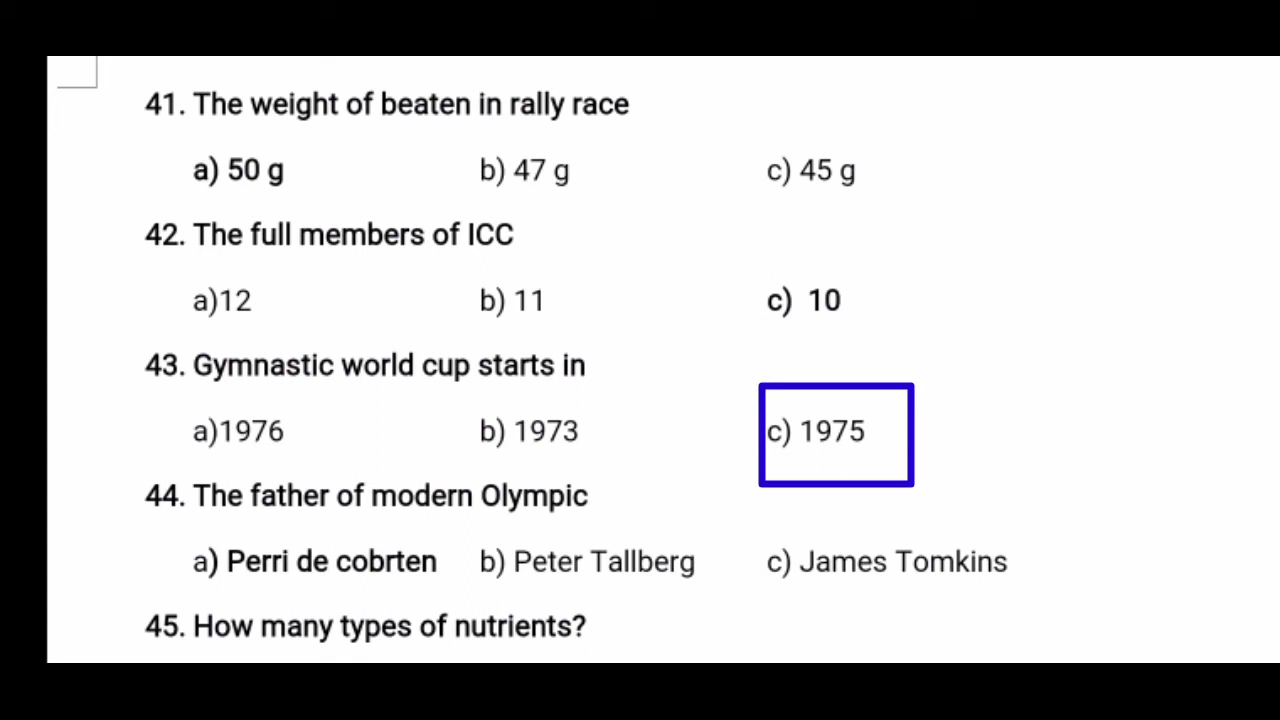 41. The weight of beaten in rally race
a) 50 g b) 47 g c) 45 g
42. The full members of ICC
a)12 b) 11 c) 10
43. Gymnastic world cup starts in
a)1976 b) 1973 c) 1975
44. The father of modern Olympic
a) Perri de cobrten b) Peter Tallberg c) James Tomkins
45. How many types of nutrients?